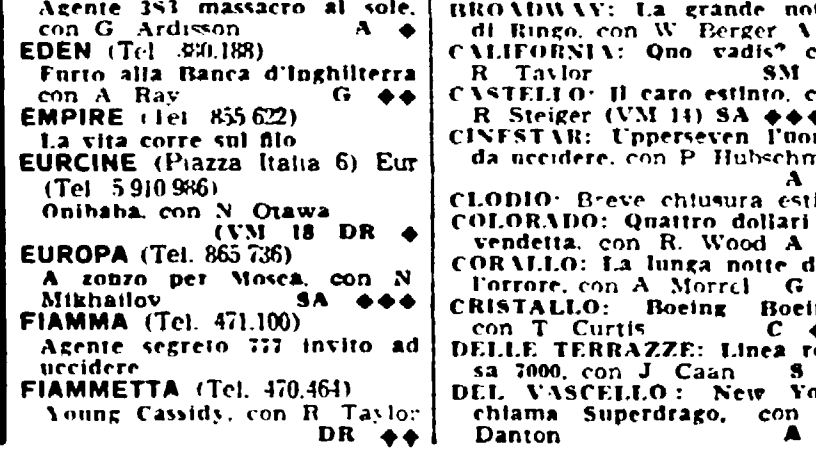 Agente 3S3 massacro al sole.
con G Ardisson A ◆
EDEN (Tel 380.188)
Furto alla Banca d'Inghilterra
con A Ray G ◆◆
EMPIRE (Tel 855 622)
La vita corre sul filo
EURCINE (Piazza Italia 6) Eur
(Tel 5 910 986)
Onibaba, con N Otawa
(VM 18 DR ◆
EUROPA (Tel. 865 736)
A zonzo per Mosca, con N
Mikhailov SA ◆◆◆
FIAMMA (Tel. 471.100)
Agente segreto 777 invito ad
uccidere
FIAMMETTA (Tel. 470.464)
Young Cassidy, con R Taylor
DR ◆◆
BROADWAY: La grande not
di Ringo, con W Berger A
CALIFORNIA: Quo vadis? c
R Taylor SM
CASTELLO: Il caro estinto, c
R Steiger (VM 14) SA ◆◆◆
CINESTAR: Upperseven l'uom
da uccidere, con P Hubschm
A
CLODIO: Breve chiusura esti
COLORADO: Quattro dollari
vendetta, con R. Wood A
CORALLO: La lunga notte d
l'orrore, con A Morrel G
CRISTALLO: Boeing Boein
con T Curtis C ◆
DELLE TERRAZZE: Linea ro
sa 7000, con J Caan S
DEL VASCELLO: New Yo
chiama Superdrago, con
Danton A